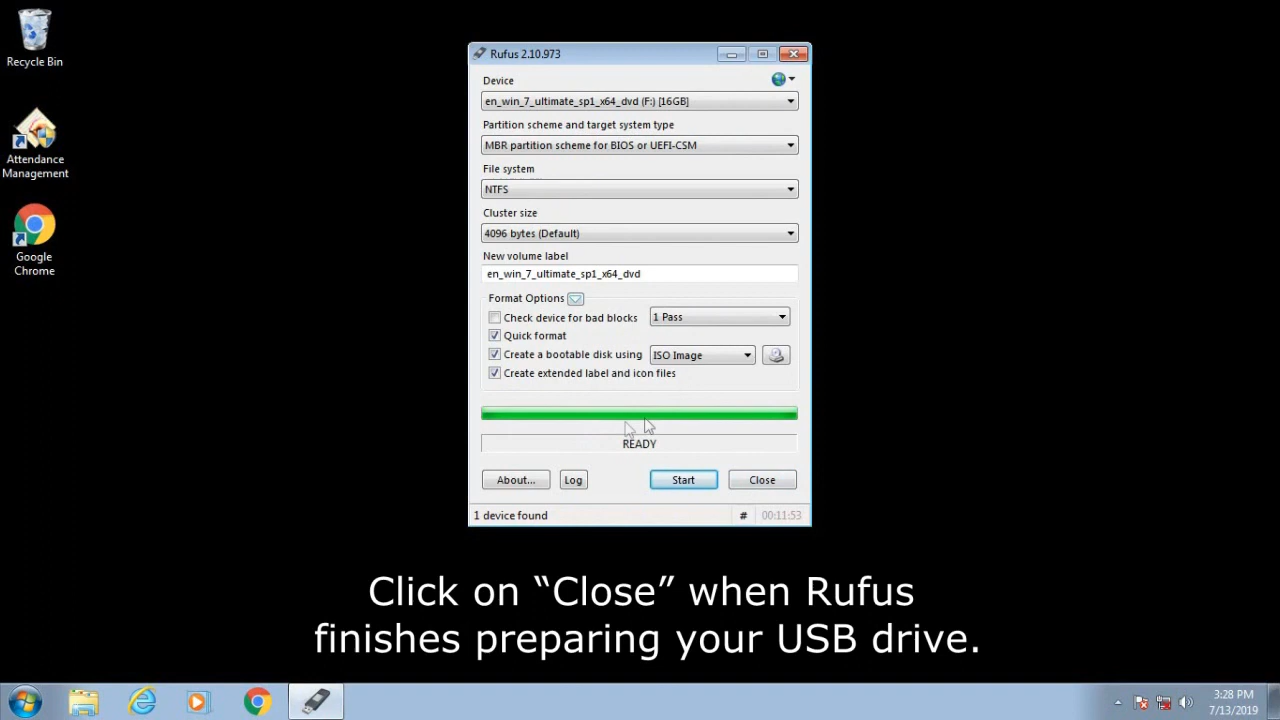 Recycle Bin
Attendance
Management
Google
Chrome
Rufus 2.10.973
Device
en_win_7_ultimate_sp1_x64_dvd (F:) [16GB]
Partition scheme and target system type
MBR partition scheme for BIOS or UEFI-CSM
File system
NTFS
Cluster size
4096 bytes (Default)
New volume label
en_win_7_ultimate_sp1_x64_dvd
Format Options
Check device for bad blocks 1 Pass
Quick format
Create a bootable disk using ISO Image
Create extended label and icon files
READY
About... Log Start Close
1 device found # 00:11:53
Click on “Close” when Rufus
finishes preparing your USB drive.
3:28 PM
7/13/2019